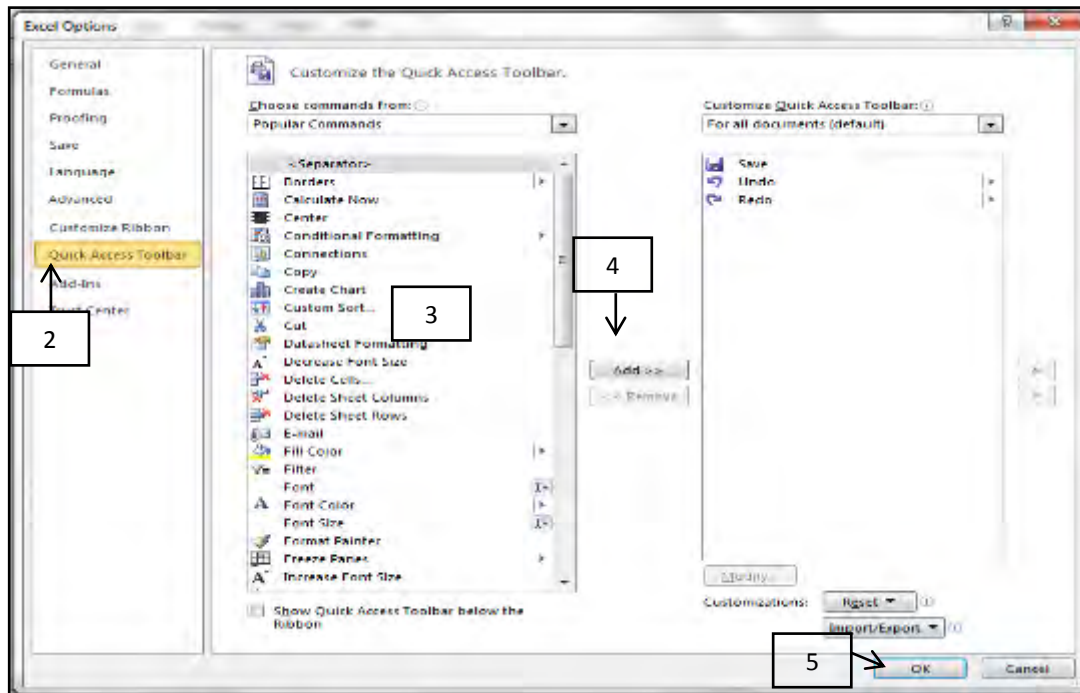 Excel Options
General
Formulas
Proofing
Save
Language
Advanced
Customize Ribbon
Quick Access Toolbar
Add-Ins
Center
2
Customize the Quick Access Toolbar.
Choose commands from:
Popular Commands
<Separator>
Borders
Calculate Now
Center
Conditional Formatting
Connections
Copy
Create Chart
Custom Sort...
Cut
Datasheet Formatting
Decrease Font Size
Delete Cells...
Delete Sheet Columns
Delete Sheet Rows
E-mail
Fill Color
Filter
Font
Font Color
Font Size
Format Painter
Freeze Panes
Increase Font Size
3
Show Quick Access Toolbar below the
Ribbon
4
Add >>
<< Remove
Customize Quick Access Toolbar:
For all documents (default)
Save
Undo
Redo
Modify...
Customizations:
Reset
Import/Export
5
OK
Cancel